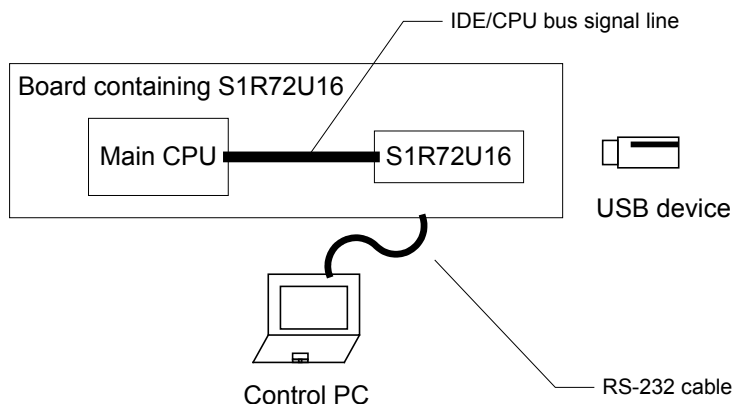 IDE/CPU bus signal line
Board containing S1R72U16
Main CPU
S1R72U16
USB device
RS-232 cable
Control PC